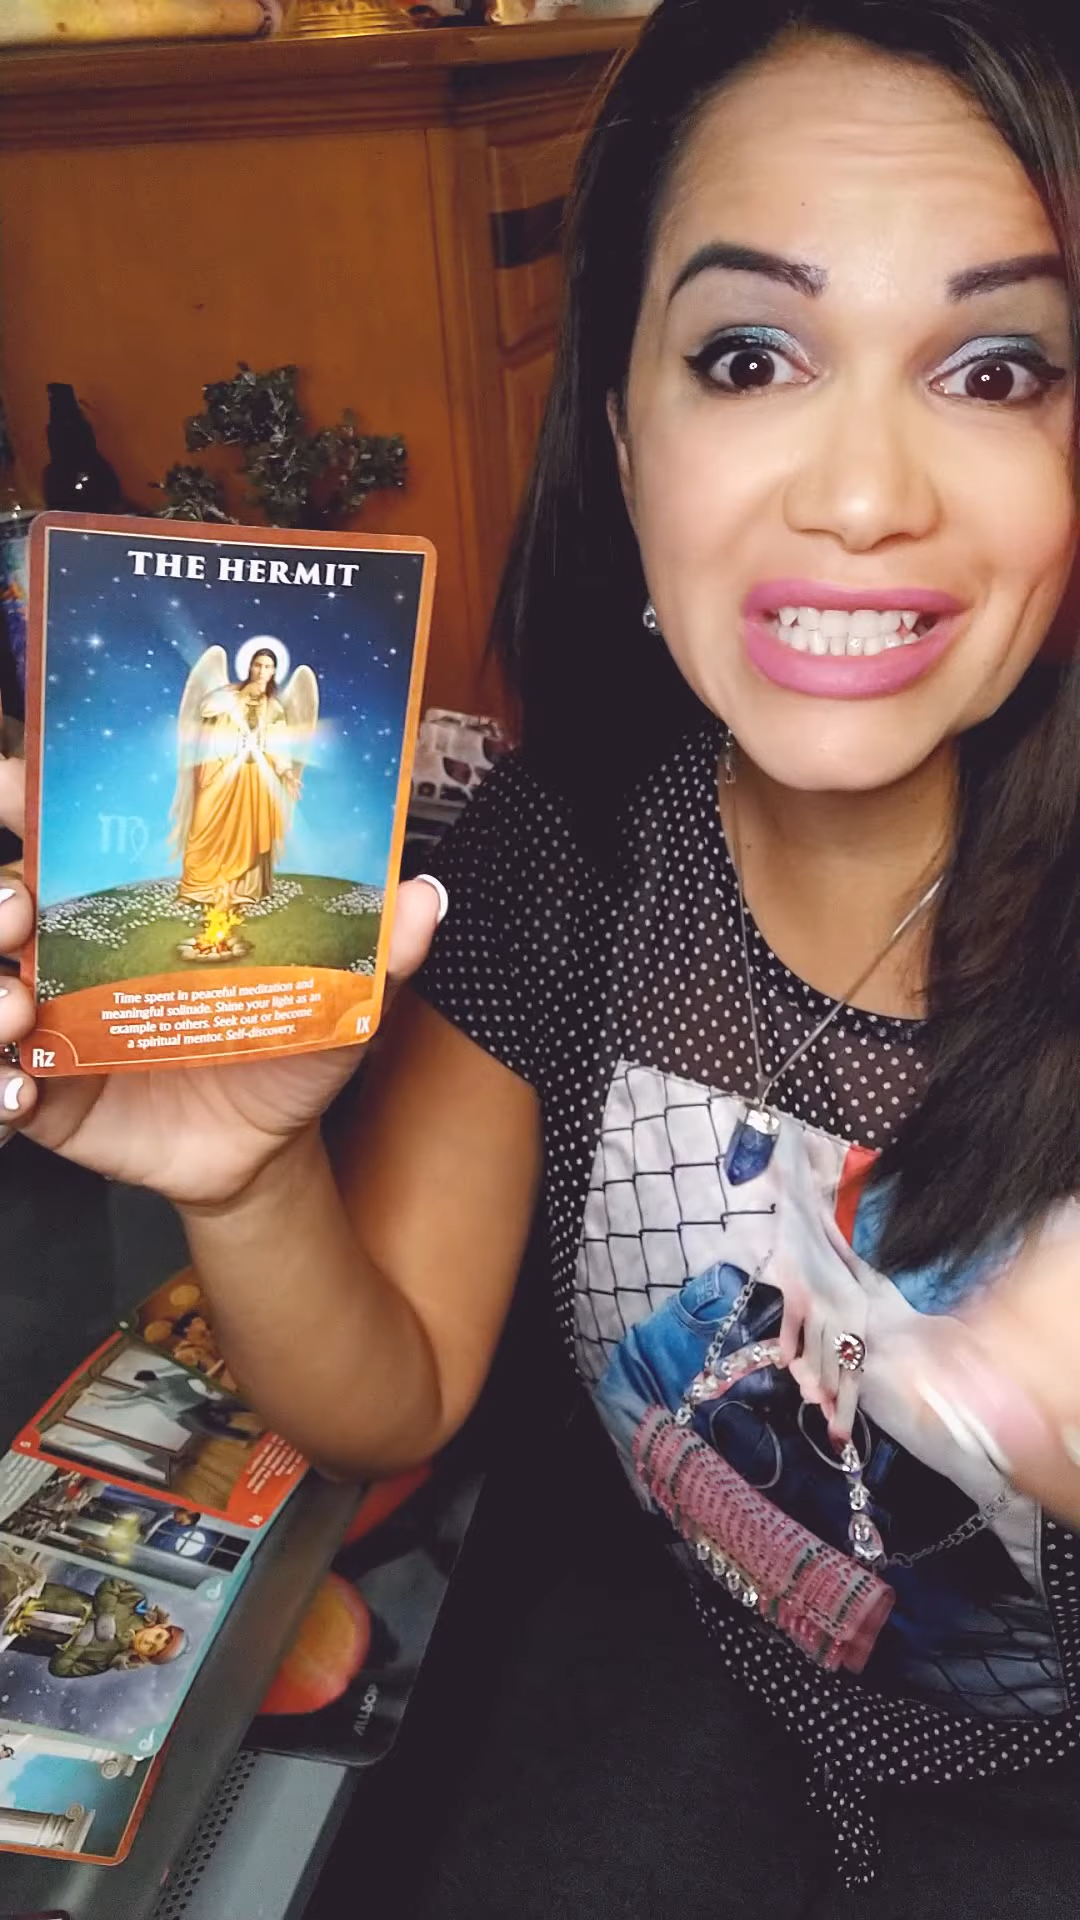 THE HERMIT
Time spent in peaceful meditation and
meaningful solitude. Shine your light as an
example to others. Seek out or become
a spiritual mentor. Self-discovery.
Rz
IX
ALLSOP